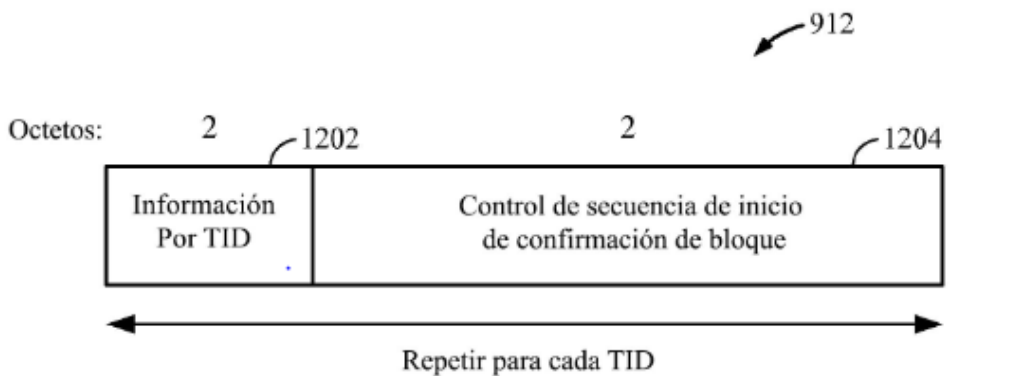 912
Octetos: 2 2
1202 1204
Información
Por TID
Control de secuencia de inicio
de confirmación de bloque
Repetir para cada TID